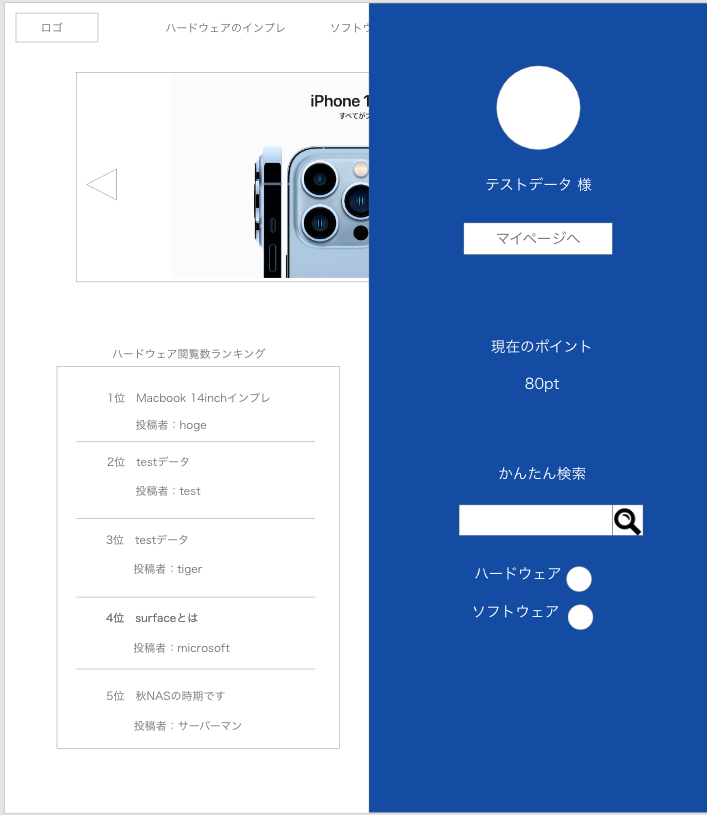 ロゴ
ハードウェアのインプレ
ソフトウ
iPhone 1
すべてが
ハードウェア閲覧数ランキング
1位 Macbook 14inchインプレ
投稿者：hoge
2位 testデータ
投稿者：test
3位 testデータ
投稿者：tiger
4位 surfaceとは
投稿者：microsoft
5位 秋NASの時期です
投稿者：サーバーマン
テストデータ 様
マイページへ
現在のポイント
80pt
かんたん検索
ハードウェア
ソフトウェア